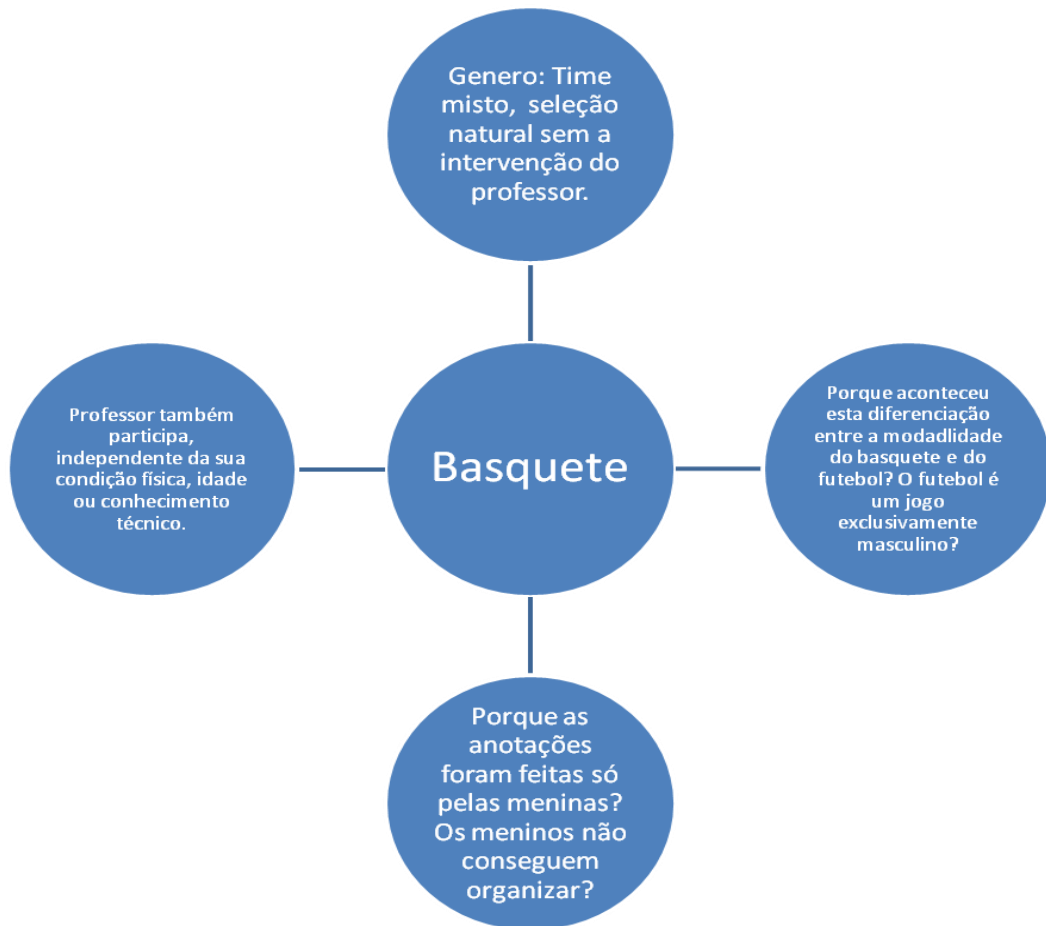 Genero: Time
misto, seleção
natural sem a
intervenção do
professor.
Professor também
participa,
independente da sua
condição física, idade
ou conhecimento
técnico.
Basquete
Porque aconteceu
esta diferenciação
entre a modadlidade
do basquete e do
futebol? O futebol é
um jogo
exclusivamente
masculino?
Porque as
anotações
foram feitas só
pelas meninas?
Os meninos não
conseguem
organizar?